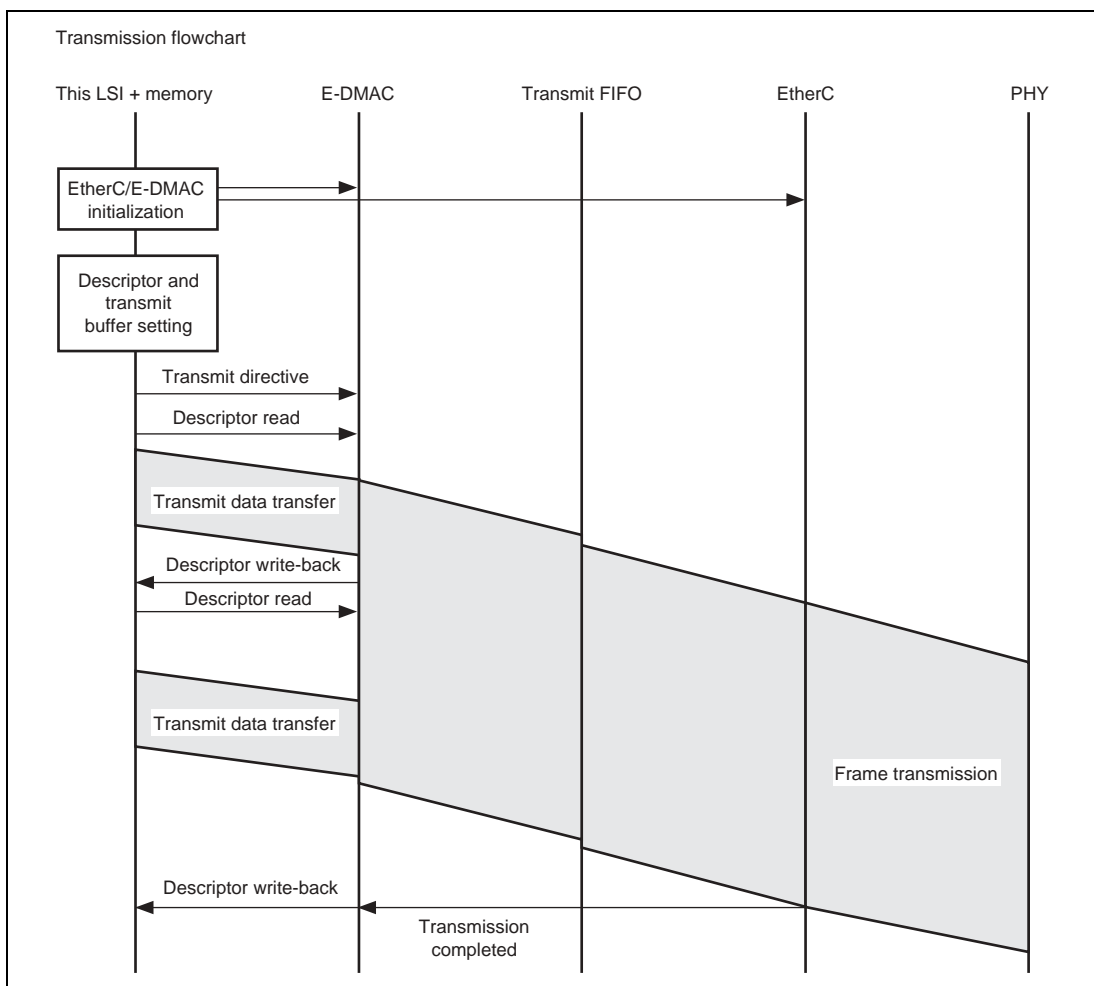 Transmission flowchart
This LSI + memory
E-DMAC
Transmit FIFO
EtherC
PHY
EtherC/E-DMAC
initialization
Descriptor and
transmit
buffer setting
Transmit directive
Descriptor read
Transmit data transfer
Descriptor write-back
Descriptor read
Transmit data transfer
Frame transmission
Descriptor write-back
Transmission
completed